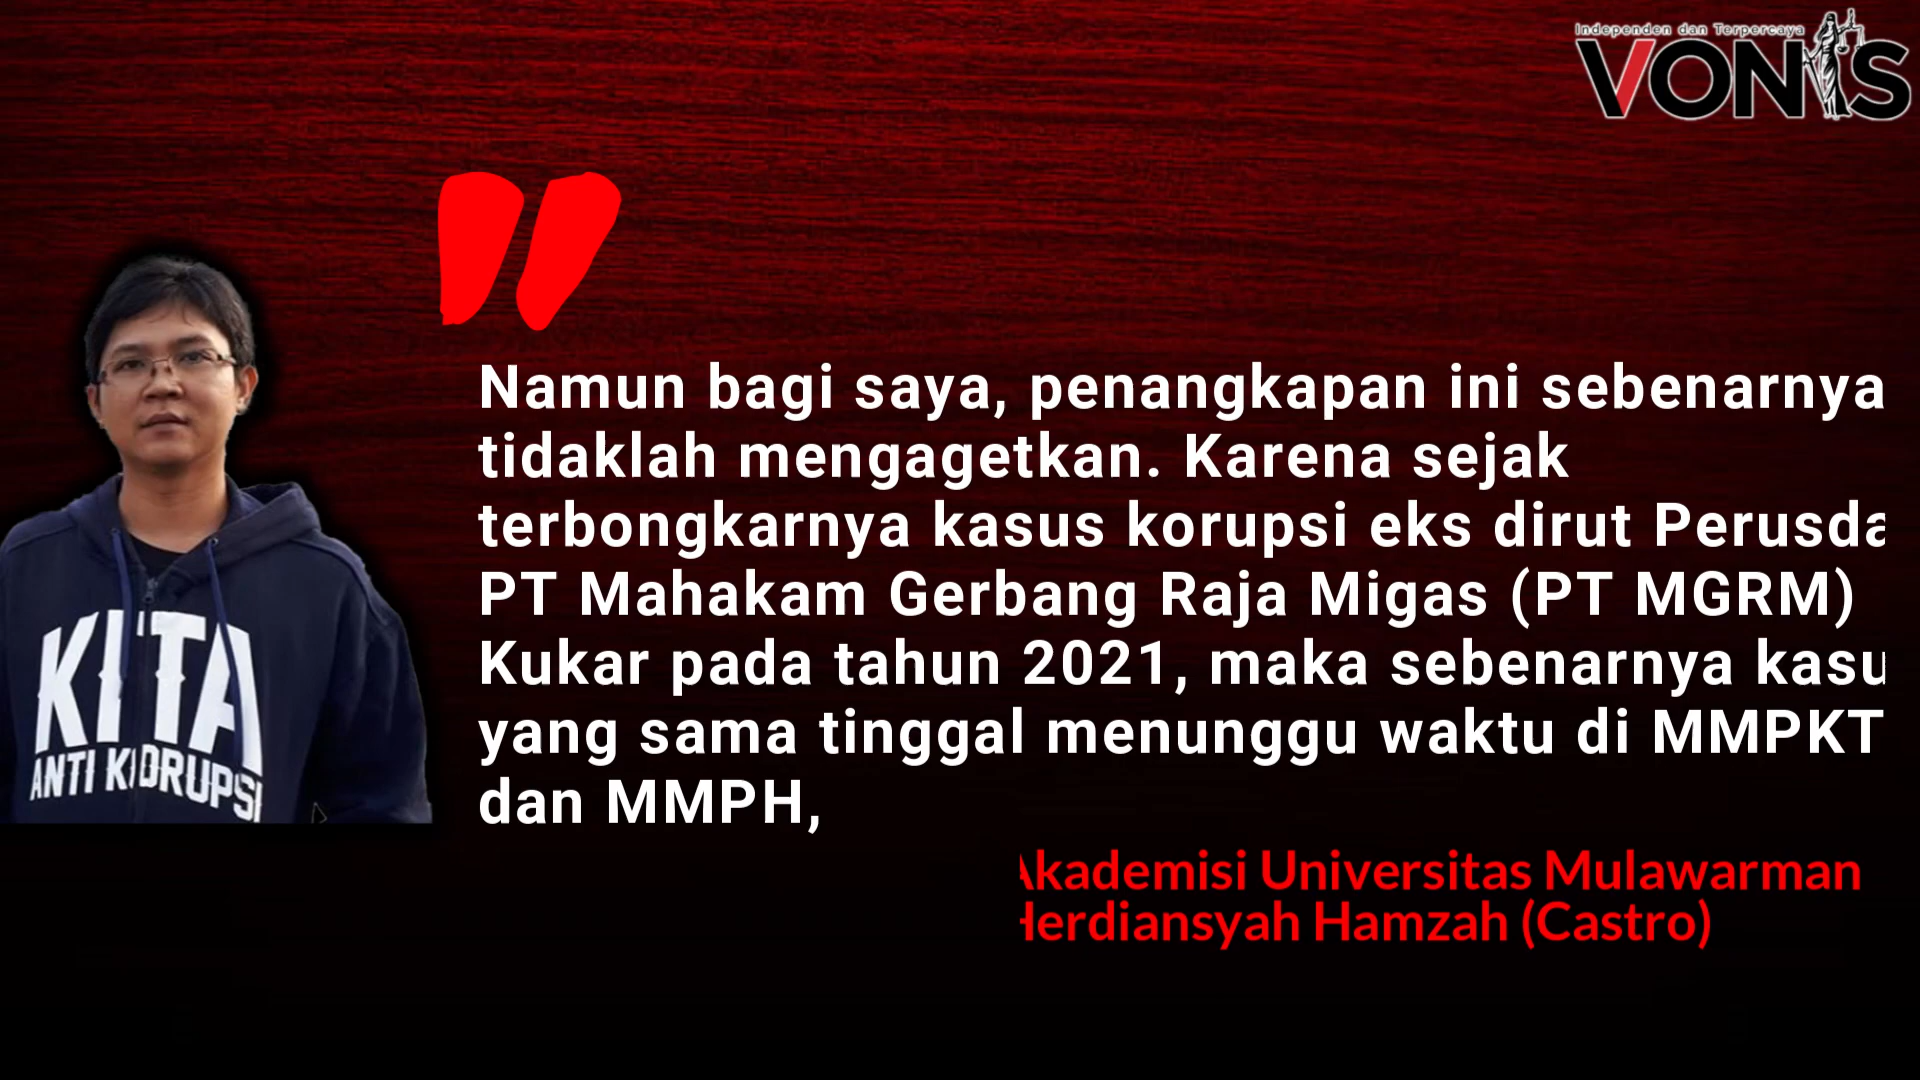 Independen dan Terpercaya
VONIS
"
Namun bagi saya, penangkapan ini sebenarnya
tidaklah mengagetkan. Karena sejak
terbongkarnya kasus korupsi eks dirut Perusda
PT Mahakam Gerbang Raja Migas (PT MGRM)
Kukar pada tahun 2021, maka sebenarnya kasu
yang sama tinggal menunggu waktu di MMPKT
dan MMPH,
KITA
ANTI KORUPSI
Akademisi Universitas Mulawarman
Herdiansyah Hamzah (Castro)